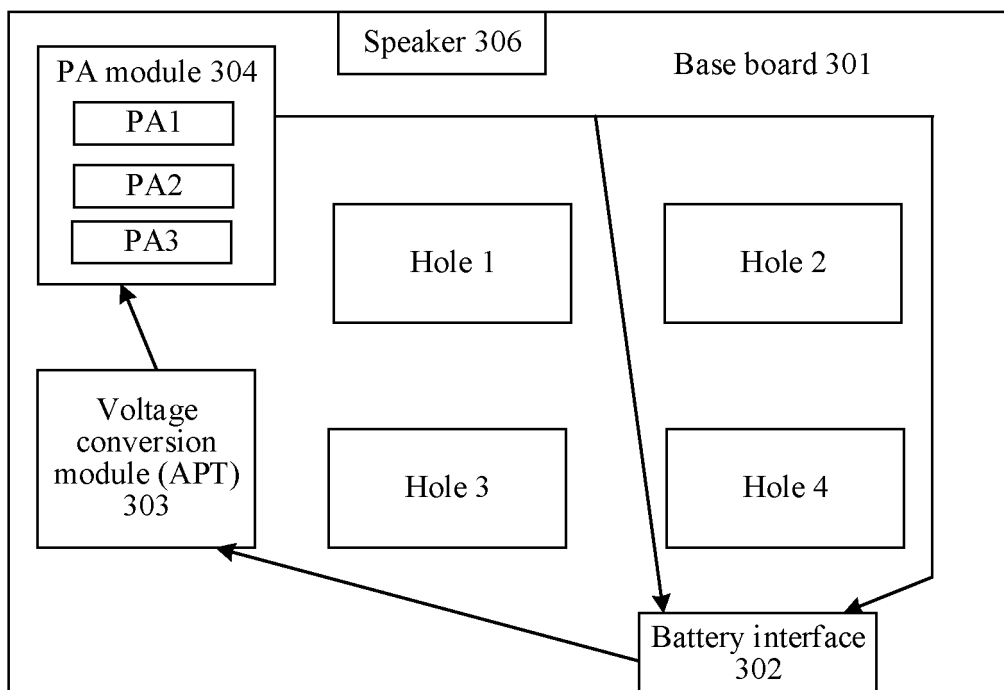 Speaker 306
Base board 301
PA module 304
PA1
PA2
PA3
Hole 1
Hole 2
Voltage
conversion
module (APT)
303
Hole 3
Hole 4
Battery interface
302